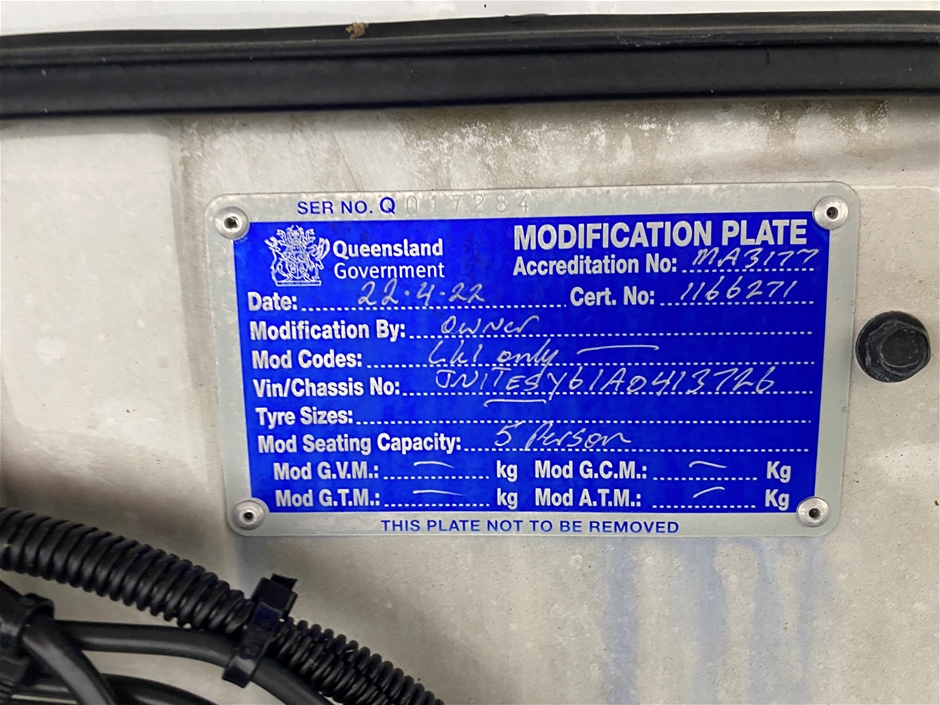 SER NO. Q 017284
Queensland Government
MODIFICATION PLATE
Accreditation No: MA3177
Date: 22.4.22 Cert. No: 1166271
Modification By: OWNER
Mod Codes: LK1 only
Vin/Chassis No: JN1TESY61A0413726
Tyre Sizes:
Mod Seating Capacity: 5 Person
Mod G.V.M.: — kg Mod G.C.M.: — Kg
Mod G.T.M.: — kg Mod A.T.M.: — Kg
THIS PLATE NOT TO BE REMOVED